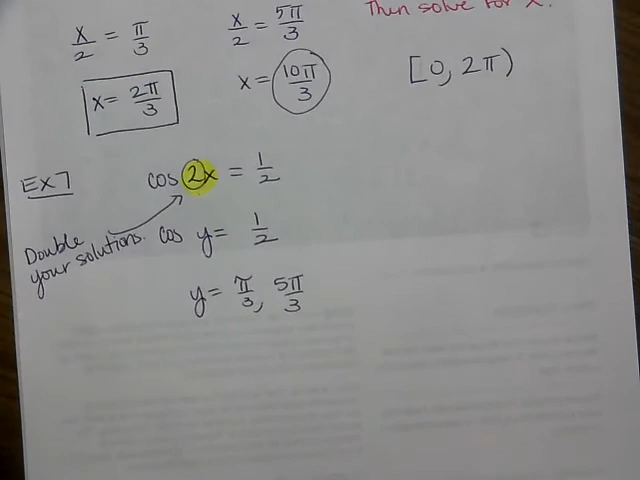 Then solve for x.
x/2 = π/3
x/2 = 5π/3
x = 2π/3
x = 10π/3
[0, 2π)
EX 7
cos 2x = 1/2
Double your solutions.
cos y = 1/2
y = π/3, 5π/3